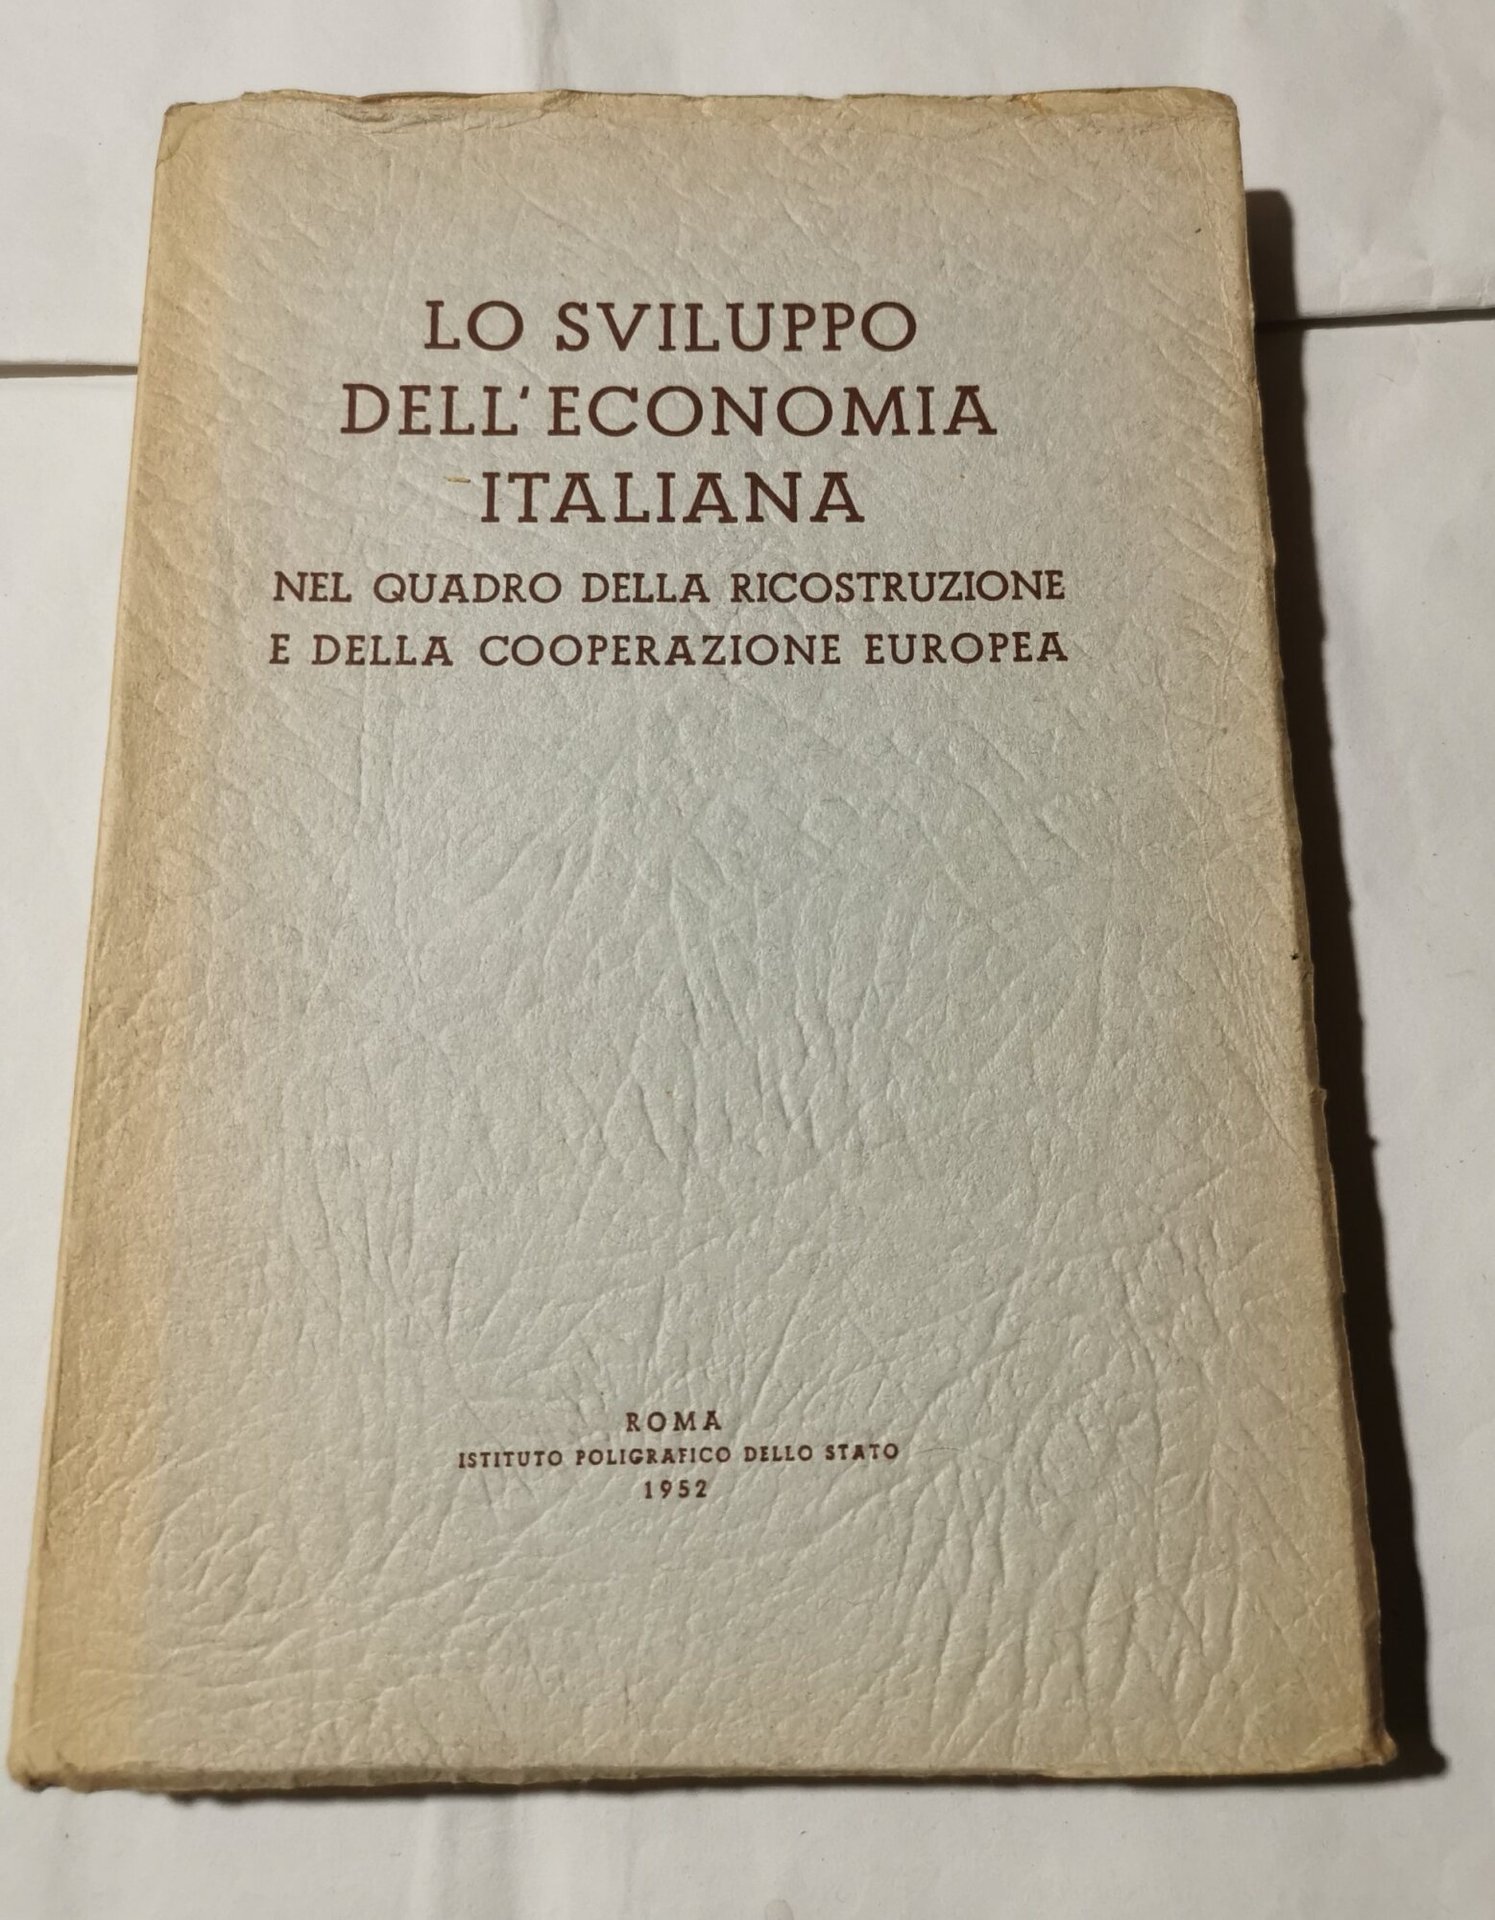 LO SVILUPPO
DELL'ECONOMIA
ITALIANA
NEL QUADRO DELLA RICOSTRUZIONE
E DELLA COOPERAZIONE EUROPEA
ROMA
ISTITUTO POLIGRAFICO DELLO STATO
1952